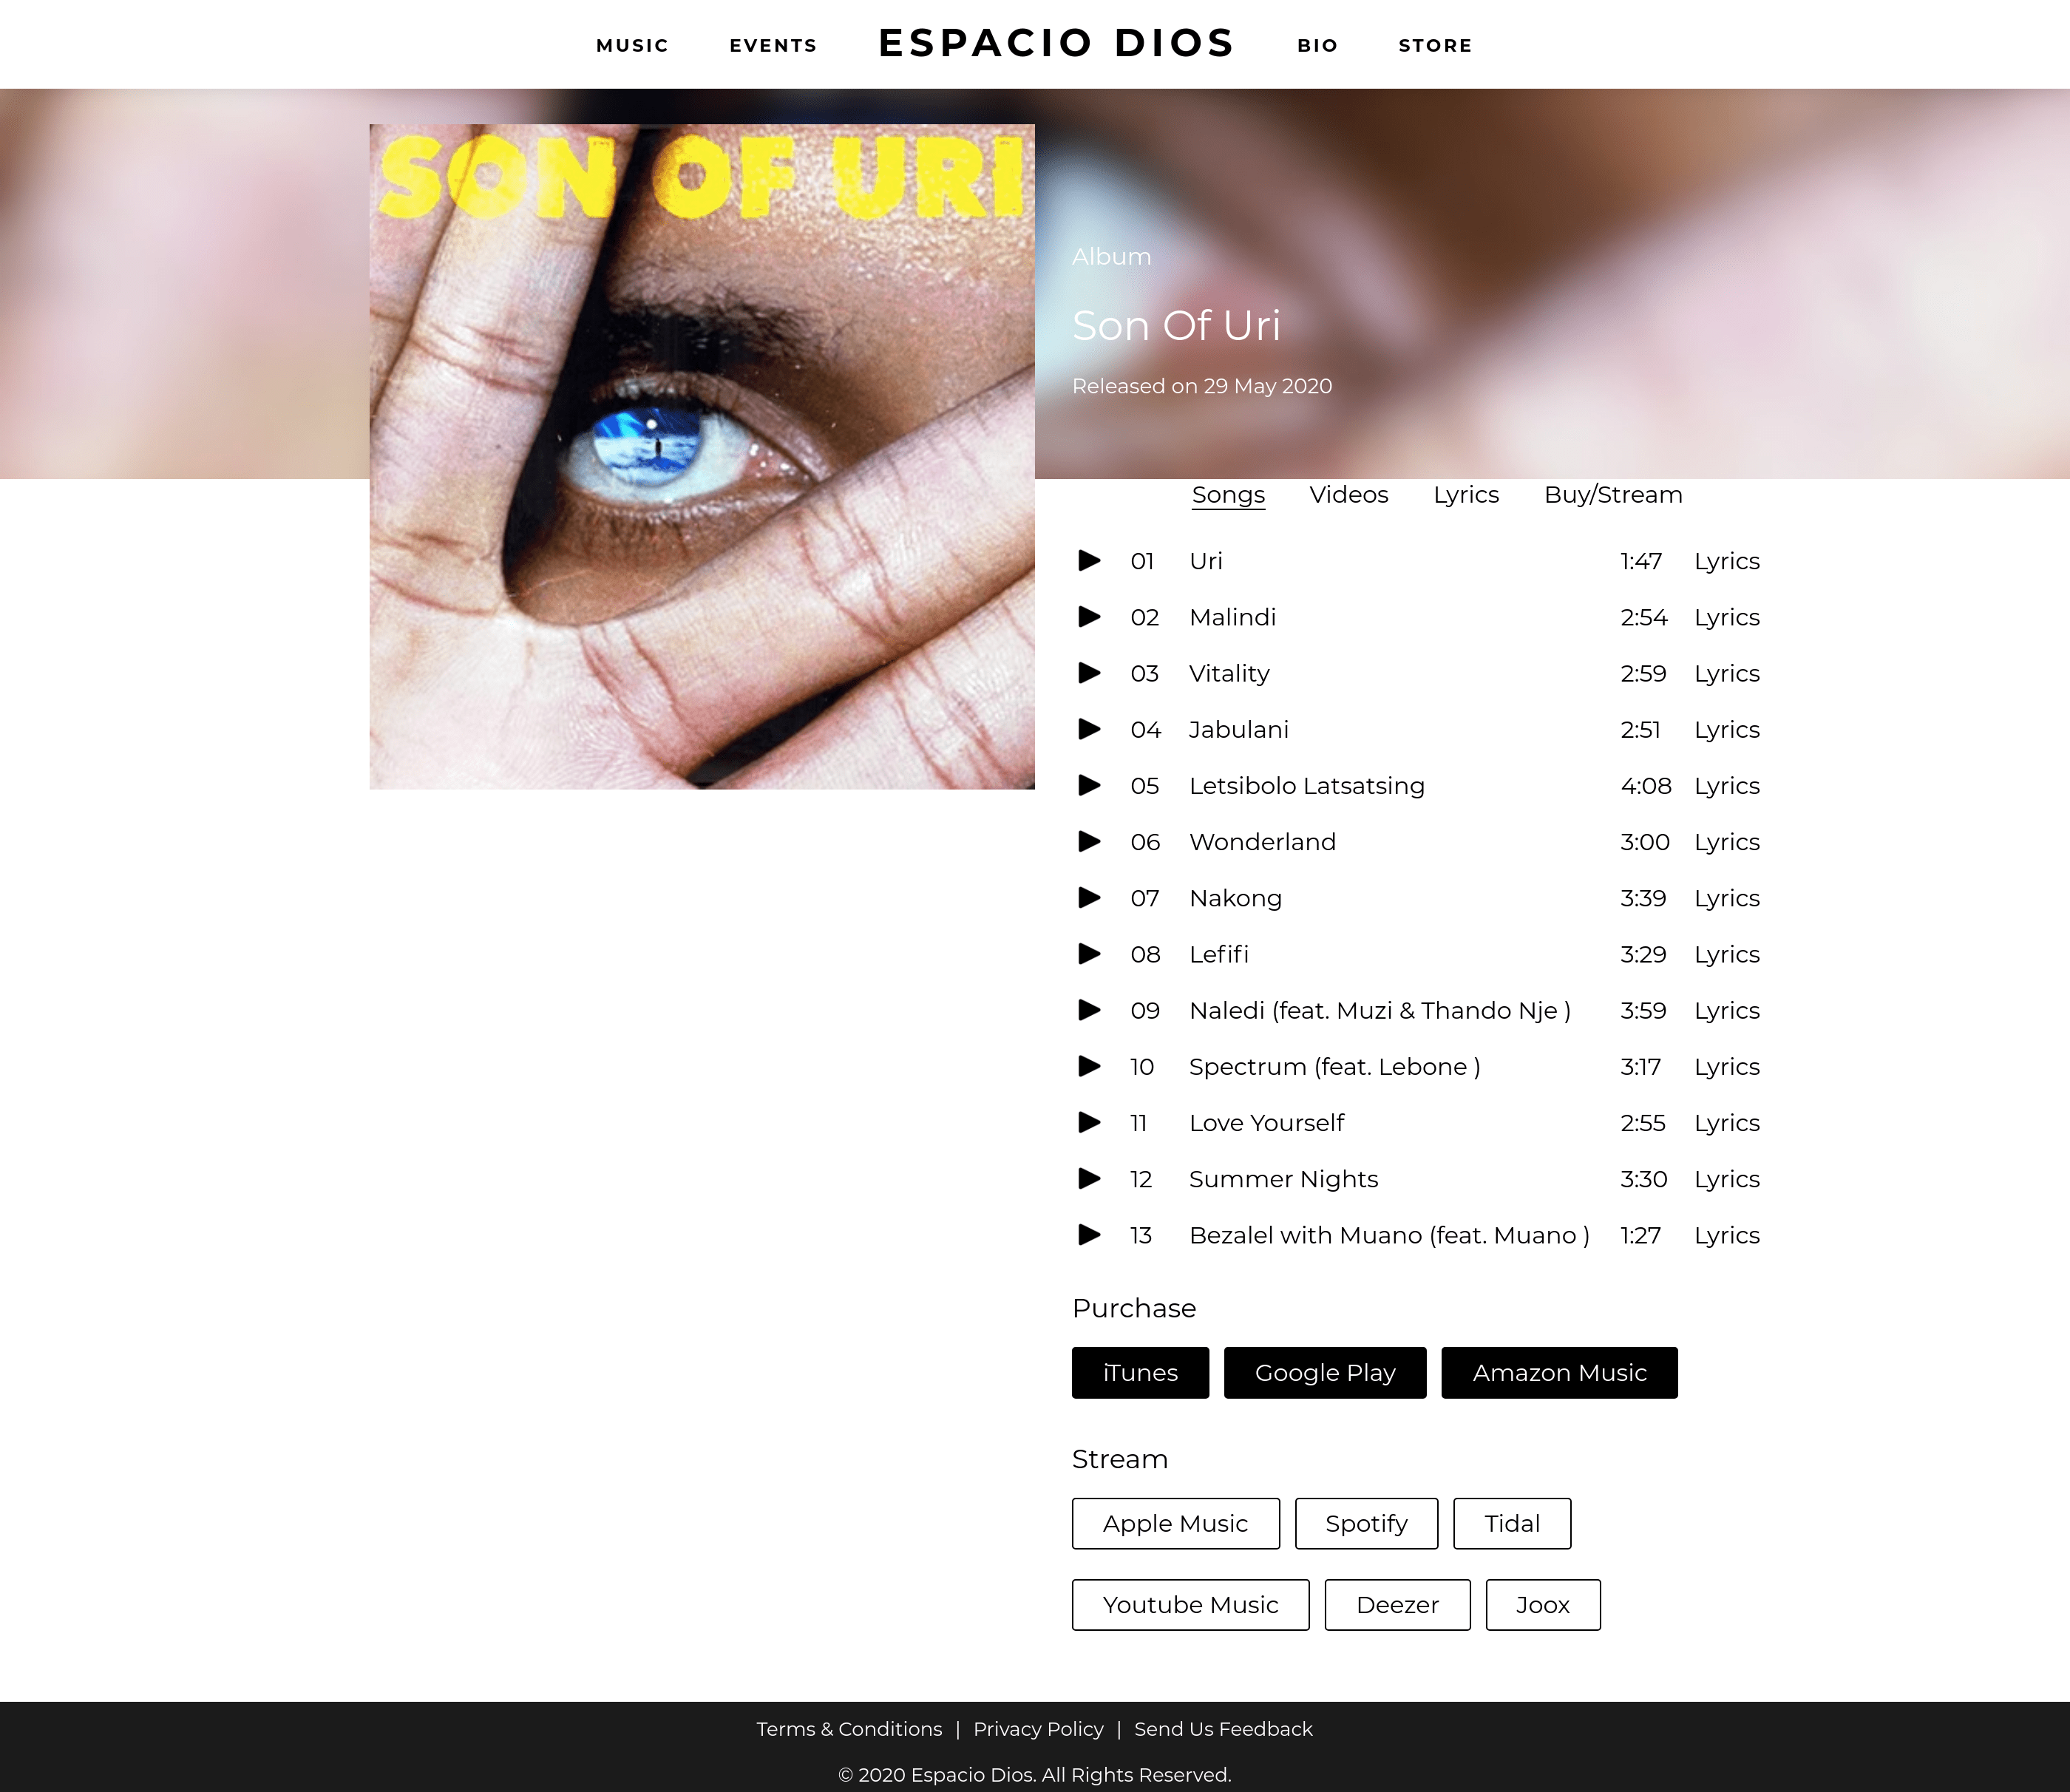 MUSIC EVENTS ESPACIO DIOS BIO STORE
SON OF URI
Album
Son Of Uri
Released on 29 May 2020
Songs Videos Lyrics Buy/Stream
01 Uri 1:47 Lyrics
02 Malindi 2:54 Lyrics
03 Vitality 2:59 Lyrics
04 Jabulani 2:51 Lyrics
05 Letsibolo Latsatsing 4:08 Lyrics
06 Wonderland 3:00 Lyrics
07 Nakong 3:39 Lyrics
08 Lefifi 3:29 Lyrics
09 Naledi (feat. Muzi & Thando Nje ) 3:59 Lyrics
10 Spectrum (feat. Lebone ) 3:17 Lyrics
11 Love Yourself 2:55 Lyrics
12 Summer Nights 3:30 Lyrics
13 Bezalel with Muano (feat. Muano ) 1:27 Lyrics
Purchase
iTunes Google Play Amazon Music
Stream
Apple Music Spotify Tidal
Youtube Music Deezer Joox
Terms & Conditions | Privacy Policy | Send Us Feedback
© 2020 Espacio Dios. All Rights Reserved.